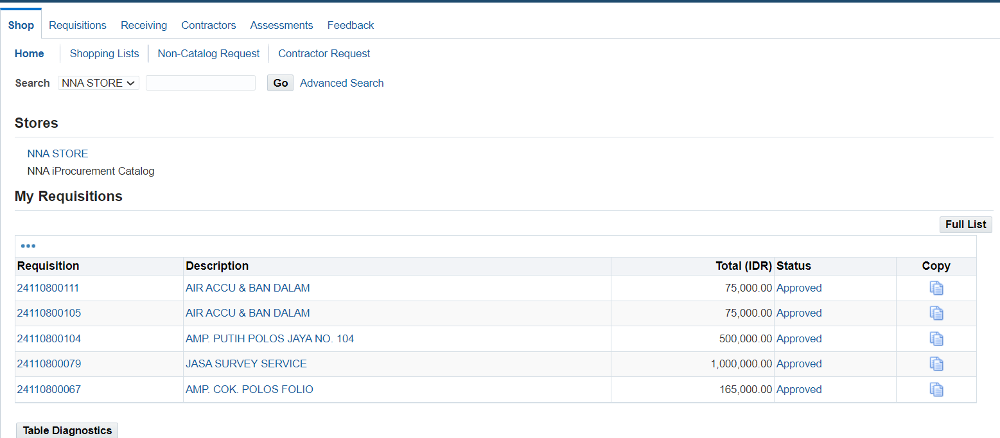 Shop Requisitions Receiving Contractors Assessments Feedback
Home Shopping Lists Non-Catalog Request Contractor Request
Search NNA STORE Go Advanced Search
Stores
NNA STORE
NNA iProcurement Catalog
My Requisitions
Full List
Requisition Description Total (IDR) Status Copy
24110800111 AIR ACCU & BAN DALAM 75,000.00 Approved
24110800105 AIR ACCU & BAN DALAM 75,000.00 Approved
24110800104 AMP. PUTIH POLOS JAYA NO. 104 500,000.00 Approved
24110800079 JASA SURVEY SERVICE 1,000,000.00 Approved
24110800067 AMP. COK. POLOS FOLIO 165,000.00 Approved
Table Diagnostics